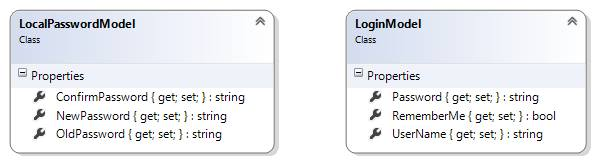 LocalPasswordModel
Class
Properties
ConfirmPassword { get; set; } : string
NewPassword { get; set; } : string
OldPassword { get; set; } : string
LoginModel
Class
Properties
Password { get; set; } : string
RememberMe { get; set; } : bool
UserName { get; set; } : string